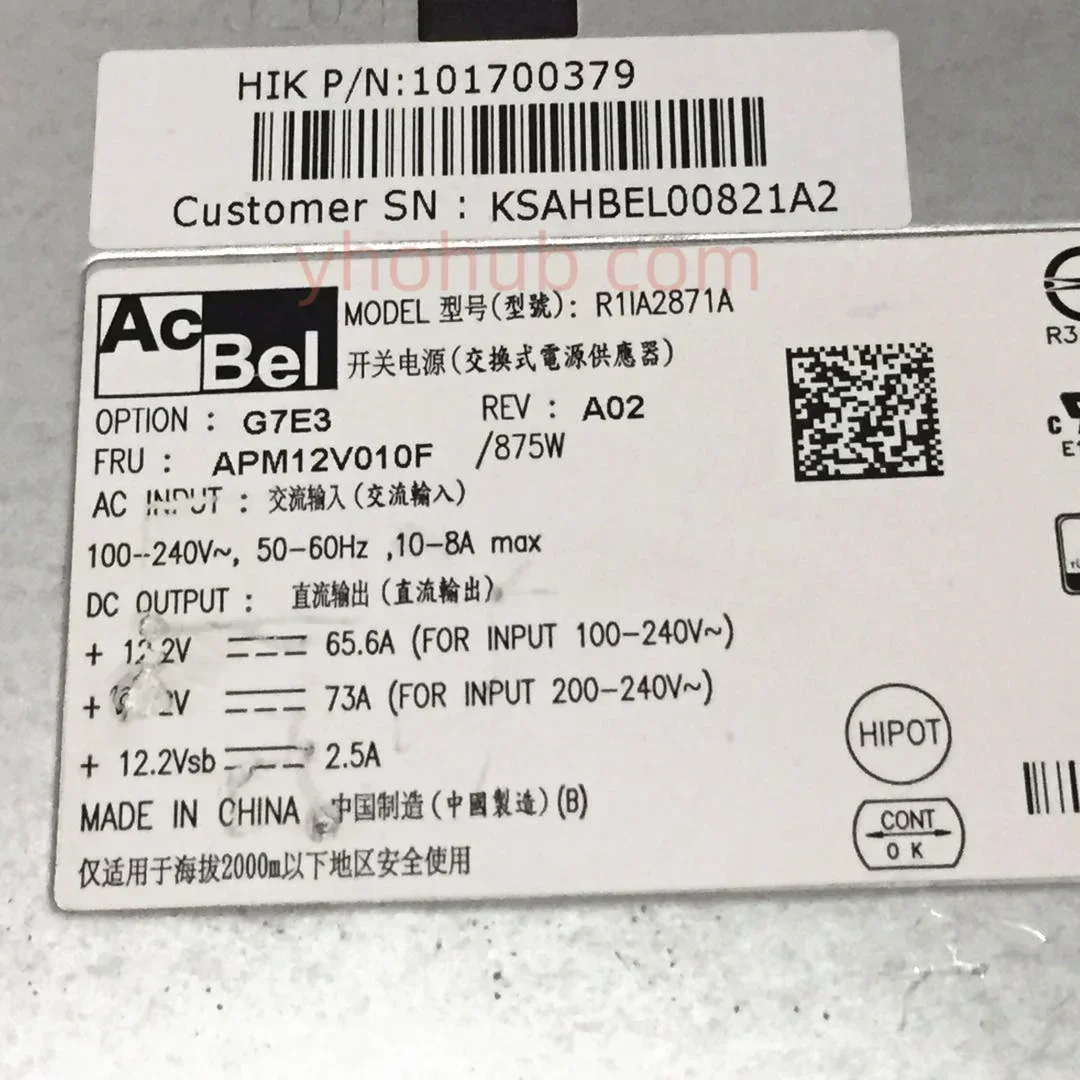 HIK P/N:101700379
Customer SN : KSAHBEL00821A2
yhohub com
AcBel
MODEL 型号(型號): R1IA2871A
开关电源(交换式電源供應器)
OPTION : G7E3 REV : A02
FRU : APM12V010F /875W
AC INPUT : 交流输入(交流輸入)
100--240V~, 50-60Hz ,10-8A max
DC OUTPUT : 直流输出(直流輸出)
+ 12.2V 65.6A (FOR INPUT 100-240V~)
+ 73A (FOR INPUT 200-240V~)
+ 12.2Vsb 2.5A
HIPOT
MADE IN CHINA 中国制造(中國製造)(B)
CONT
OK
仅适用于海拔2000m以下地区安全使用